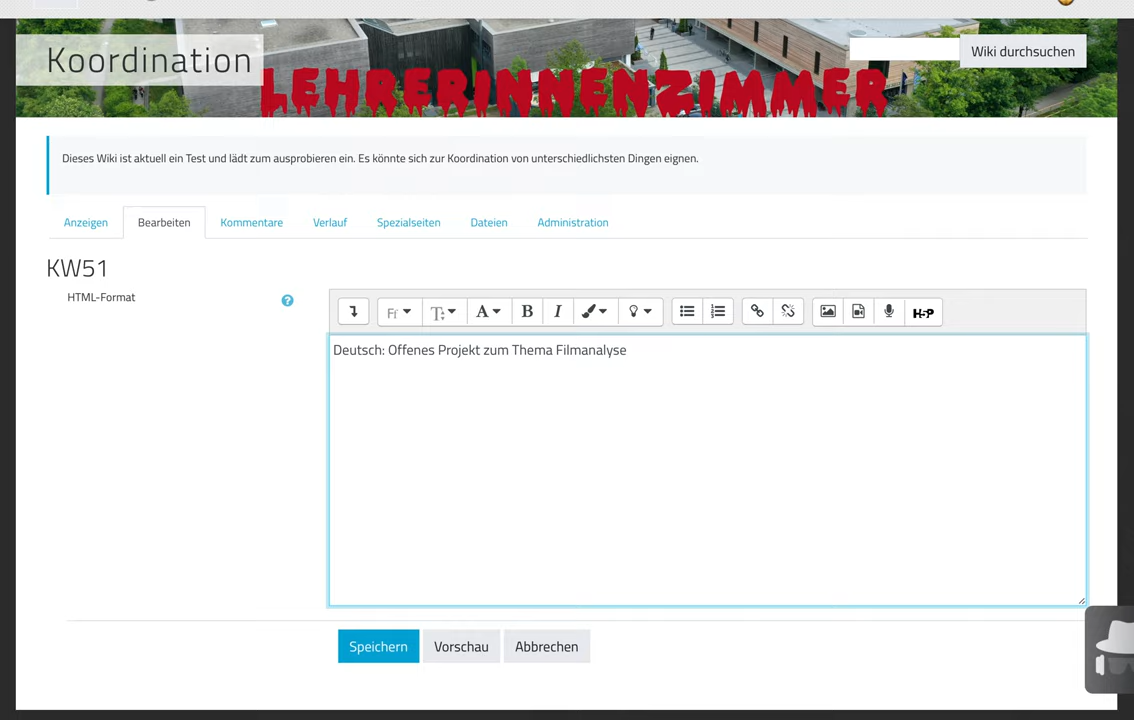 Koordination
Wiki durchsuchen
LEHRERINNENZIMMER
Dieses Wiki ist aktuell ein Test und lädt zum ausprobieren ein. Es könnte sich zur Koordination von unterschiedlichsten Dingen eignen.
Anzeigen Bearbeiten Kommentare Verlauf Spezialseiten Dateien Administration
KW51
HTML-Format
Ff T A B I H-P
Deutsch: Offenes Projekt zum Thema Filmanalyse
Speichern Vorschau Abbrechen